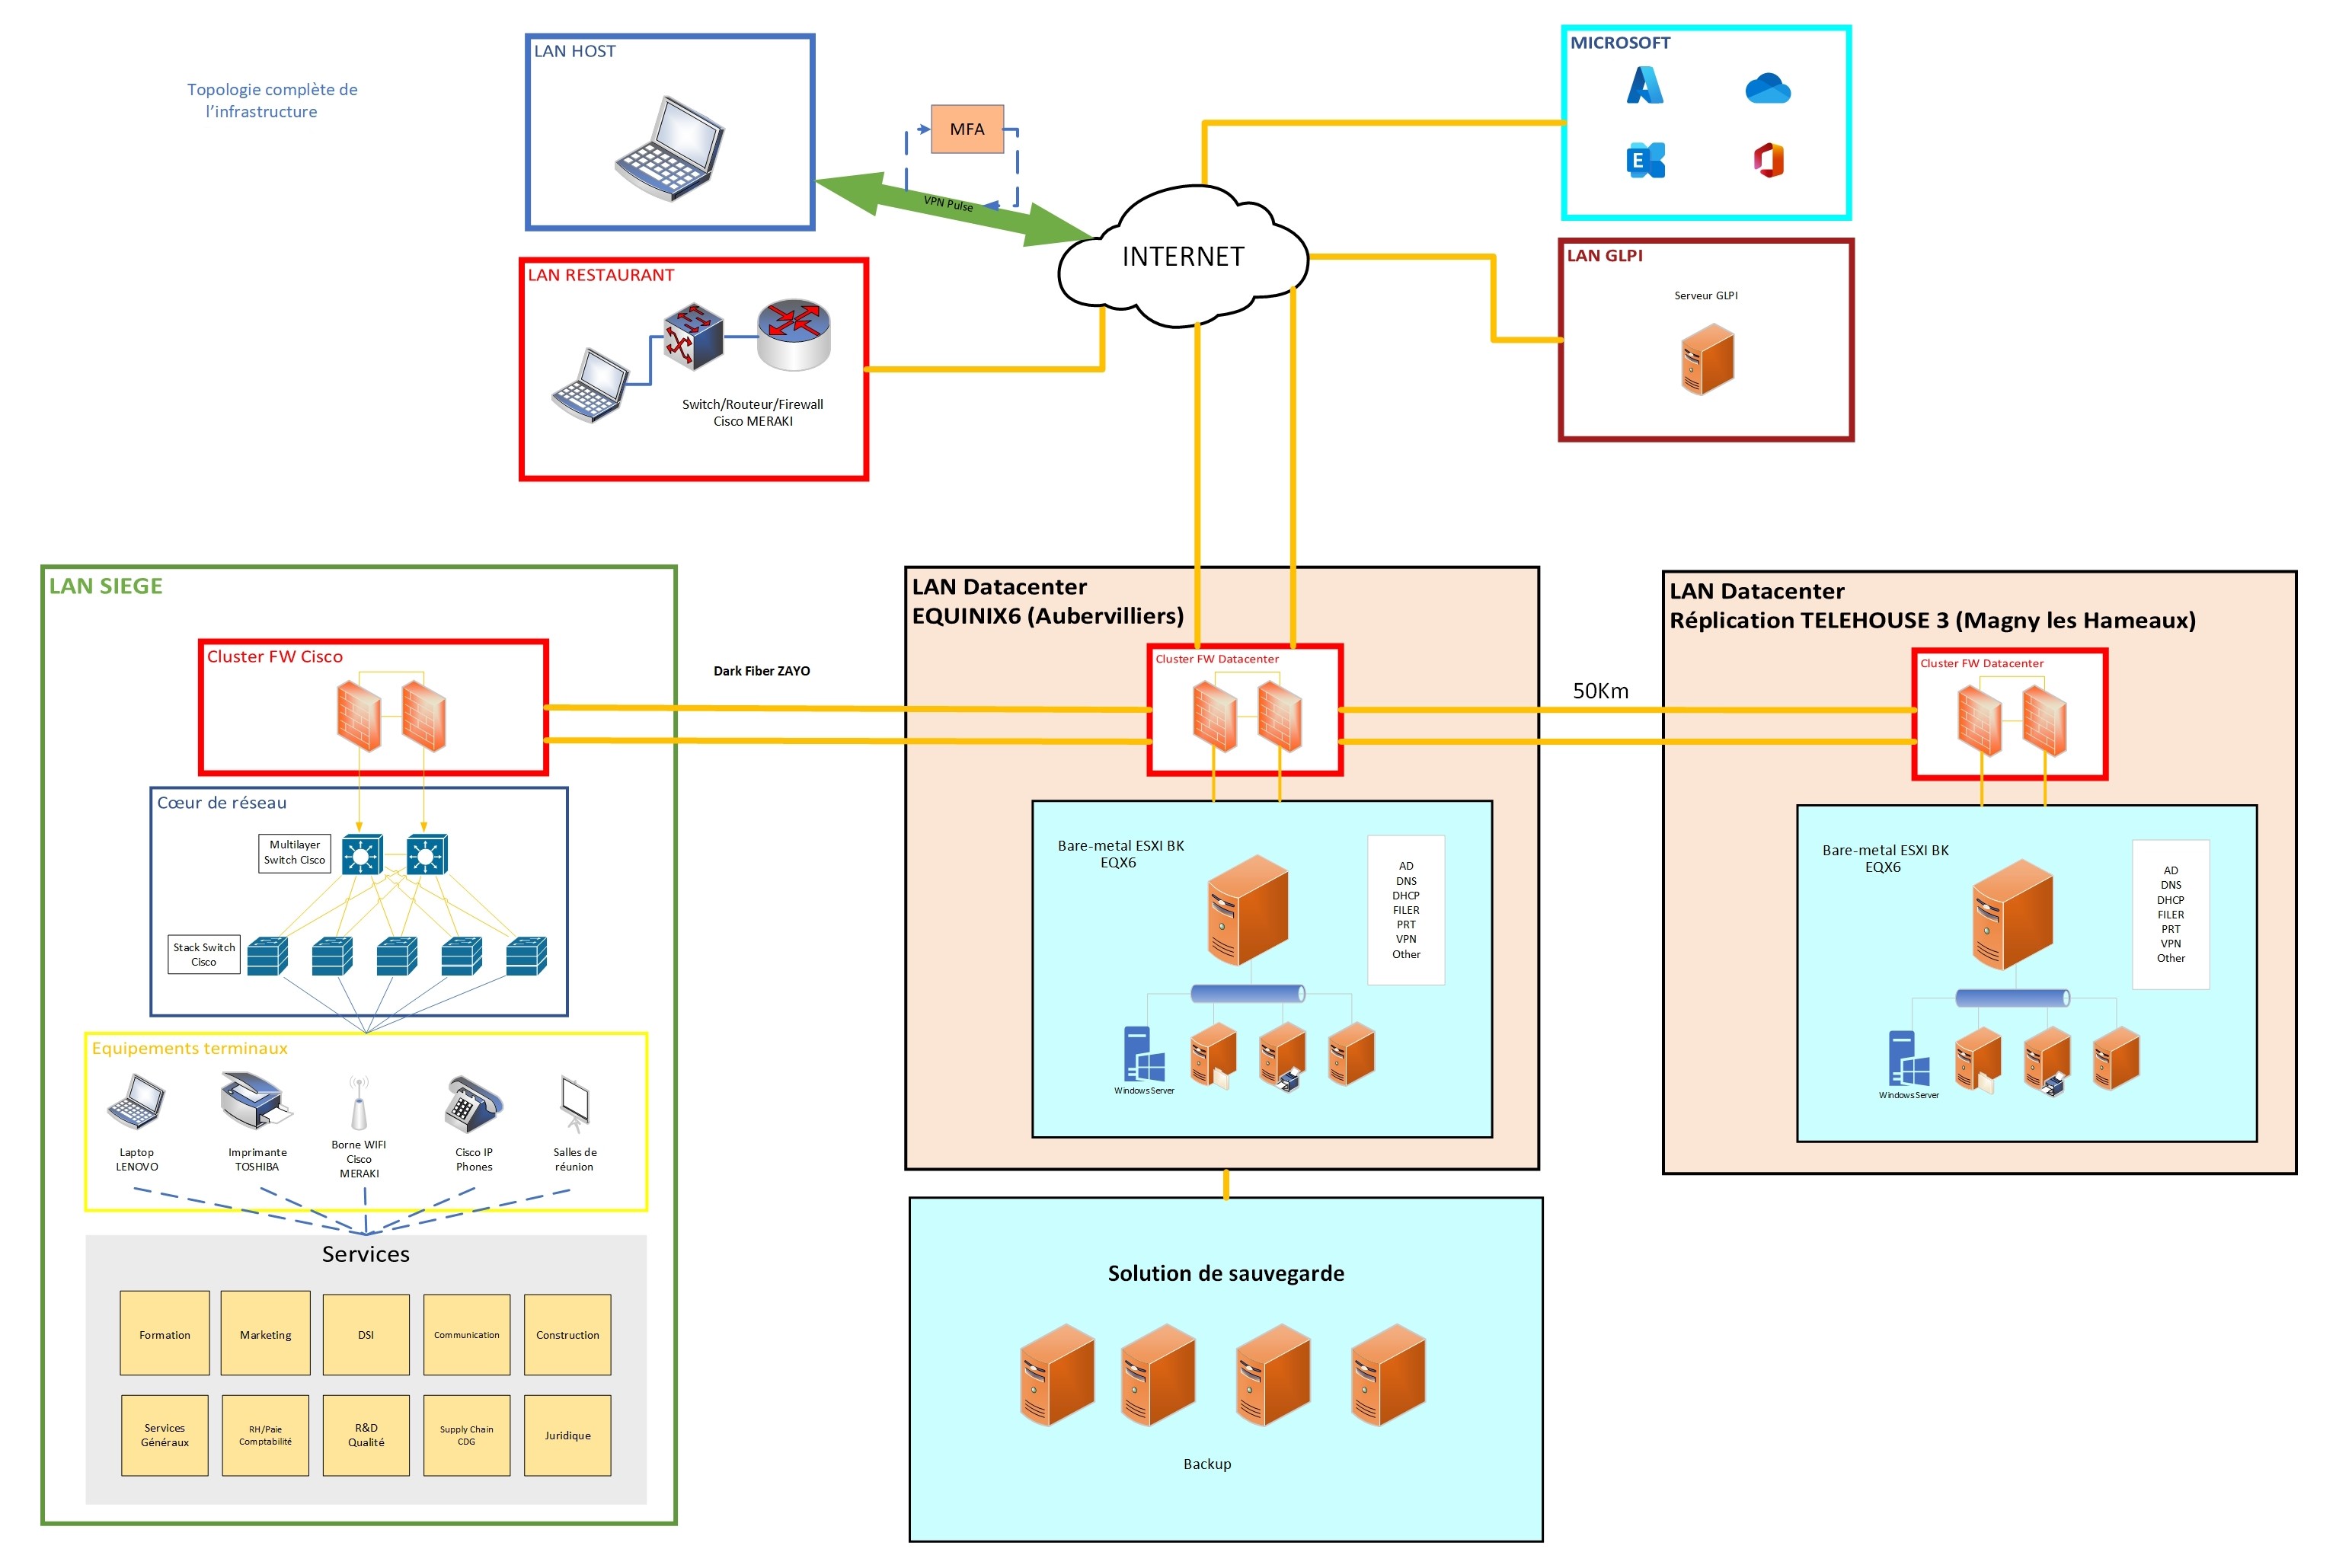 Topologie complète de
l'infrastructure
LAN HOST
MFA
VPN Pulse
INTERNET
MICROSOFT
E
LAN RESTAURANT
Switch/Routeur/Firewall
Cisco MERAKI
LAN GLPI
Serveur GLPI
LAN SIEGE
Cluster FW Cisco
Cœur de réseau
Multilayer
Switch Cisco
Stack Switch
Cisco
Equipements terminaux
Laptop
LENOVO
Imprimante
TOSHIBA
Borne WIFI
Cisco
MERAKI
Cisco IP
Phones
Salles de
réunion
Services
Formation
Marketing
DSI
Communication
Construction
Services
Généraux
RH/Paie
Comptabilité
R&D
Qualité
Supply Chain
CDG
Juridique
Dark Fiber ZAYO
LAN Datacenter
EQUINIX6 (Aubervilliers)
Cluster FW Datacenter
Bare-metal ESXI BK
EQX6
AD
DNS
DHCP
FILER
PRT
VPN
Other
Windows Server
Solution de sauvegarde
Backup
50Km
LAN Datacenter
Réplication TELEHOUSE 3 (Magny les Hameaux)
Cluster FW Datacenter
Bare-metal ESXI BK
EQX6
AD
DNS
DHCP
FILER
PRT
VPN
Other
Windows Server